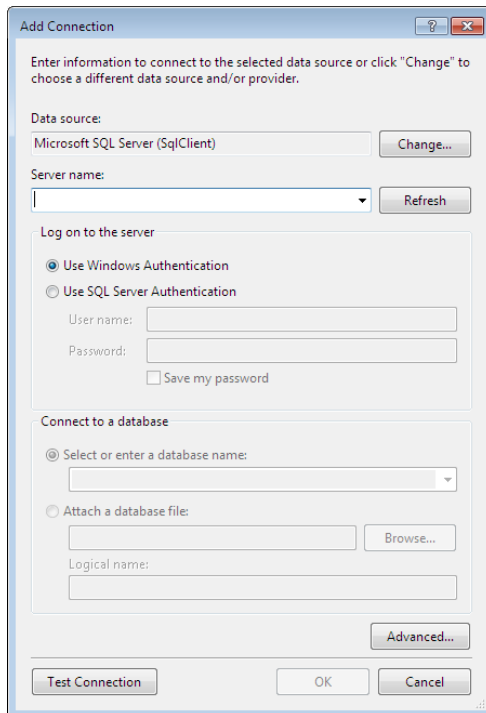 Add Connection
Enter information to connect to the selected data source or click "Change" to
choose a different data source and/or provider.
Data source:
Microsoft SQL Server (SqlClient)
Change...
Server name:
Refresh
Log on to the server
Use Windows Authentication
Use SQL Server Authentication
User name:
Password:
Save my password
Connect to a database
Select or enter a database name:
Attach a database file:
Browse...
Logical name:
Advanced...
Test Connection
OK
Cancel